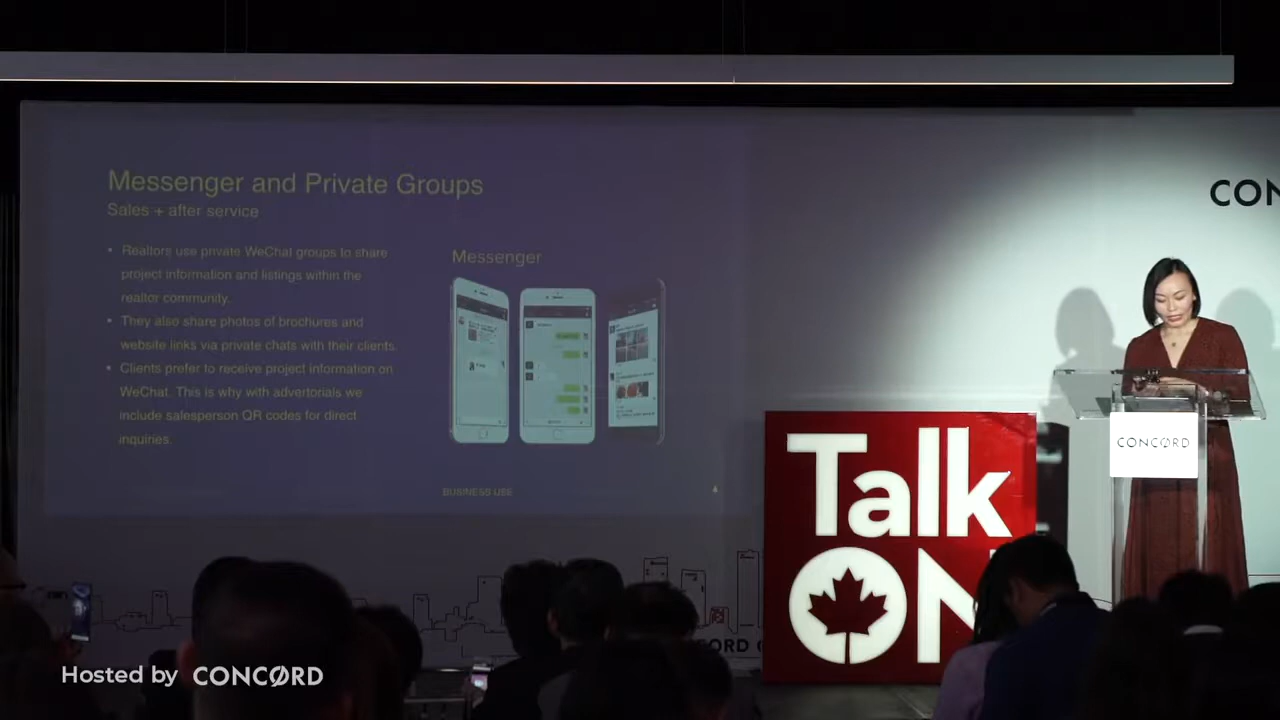 Messenger and Private Groups
Sales + after service
• Realtors use private WeChat groups to share
project information and listings within the
realtor community.
• They also share photos of brochures and
website links via private chats with their clients.
• Clients prefer to receive project information on
WeChat. This is why with advertorials we
include salesperson QR codes for direct
inquiries.
Messenger
BUSINESS USE
4
CON
CONCORD
Talk
ON
ORD
Hosted by CONCORD